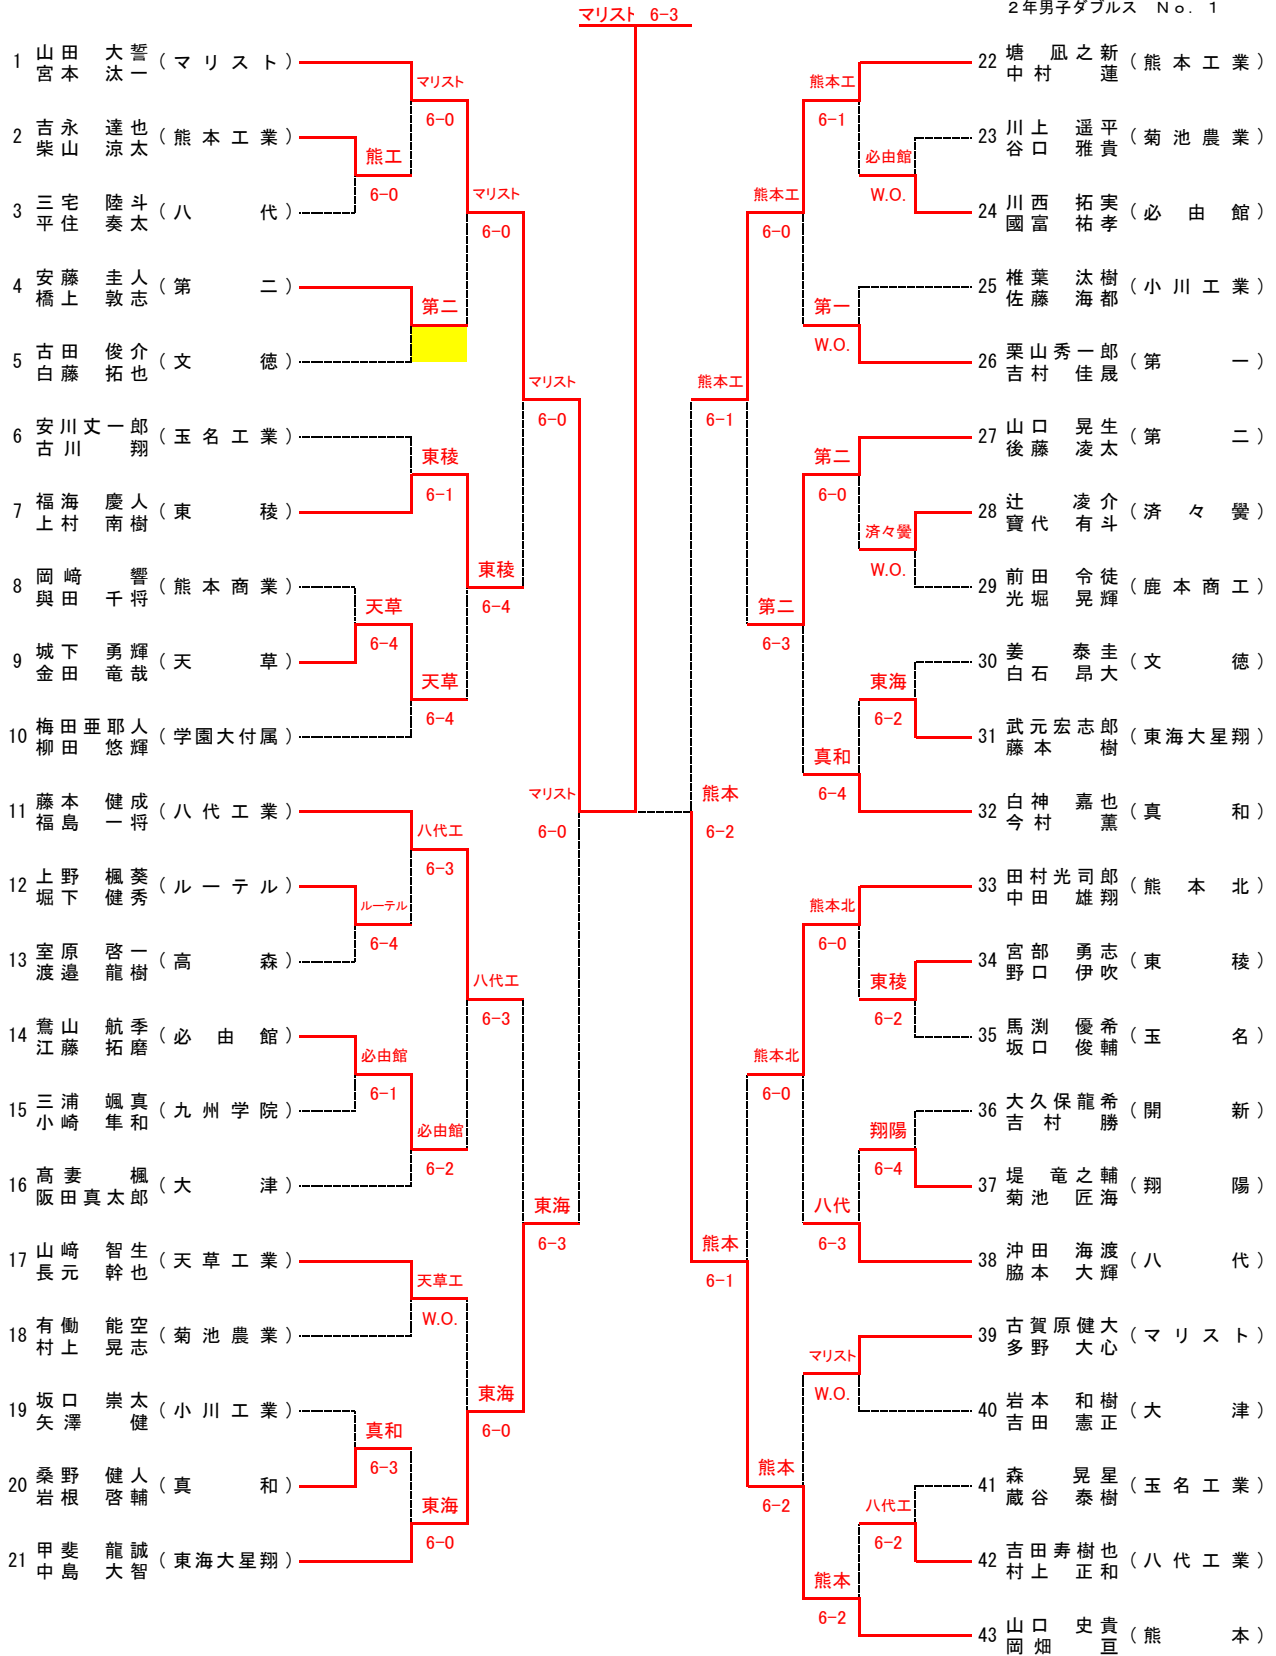 マリスト 6-3
2年男子ダブルス No. 1
1 山田 大誓 (マリスト)
宮本 汰一
2 吉永 達也 (熊本工業)
柴山 涼太
3 三宅 陸斗 (八代)
平住 奏太
4 安藤 圭人 (第二)
橋上 敦志
5 古田 俊介 (文徳)
白藤 拓也
6 安川丈一郎 (玉名工業)
古川 翔
7 福海 慶人 (東稜)
上村 南樹
8 岡﨑 響 (熊本商業)
與田 千将
9 城下 勇輝 (天草)
金田 竜哉
10 梅田亜耶人 (学園大付属)
柳田 悠輝
11 藤本 健成 (八代工業)
福島 一将
12 上野 楓葵 (ルーテル)
堀下 健秀
13 室原 啓一 (高森)
渡邉 龍樹
14 鴦山 航季 (必由館)
江藤 拓磨
15 三浦 颯真 (九州学院)
小崎 隼和
16 髙妻 楓 (大津)
阪田真太郎
17 山﨑 智生 (天草工業)
長元 幹也
18 有働 能空 (菊池農業)
村上 晃志
19 坂口 崇太 (小川工業)
矢澤 健
20 桑野 健人 (真和)
岩根 啓輔
21 甲斐 龍誠 (東海大星翔)
中島 大智
熊工
6-0
天草
6-4
ルーテル
6-4
必由館
6-1
真和
6-3
マリスト
6-0
第二
東稜
6-1
天草
6-4
八代工
6-3
必由館
6-2
天草工
W.O.
東海
6-0
マリスト
6-0
東稜
6-4
八代工
6-3
東海
6-0
マリスト
6-0
東海
6-3
マリスト
6-0
熊本
6-2
熊本工
6-1
熊本
6-1
熊本工
6-0
第二
6-3
熊本北
6-0
熊本
6-2
熊本工
6-1
第一
W.O.
第二
6-0
真和
6-4
熊本北
6-0
八代
6-3
マリスト
W.O.
熊本
6-2
必由館
W.O.
済々黌
W.O.
東海
6-2
東稜
6-2
翔陽
6-4
八代工
6-2
22 塘 凪之新 (熊本工業)
中村 蓮
23 川上 遥平 (菊池農業)
谷口 雅貴
24 川西 拓実 (必由館)
國富 祐孝
25 椎葉 汰樹 (小川工業)
佐藤 海都
26 栗山秀一郎 (第一)
吉村 佳晟
27 山口 晃生 (第二)
後藤 凌太
28 辻 凌介 (済々黌)
寶代 有斗
29 前田 令徒 (鹿本商工)
光堀 晃輝
30 姜 泰圭 (文徳)
白石 昂大
31 武元宏志郎 (東海大星翔)
藤本 樹
32 白神 嘉也 (真和)
今村 薫
33 田村光司郎 (熊本北)
中田 雄翔
34 宮部 勇志 (東稜)
野口 伊吹
35 馬渕 優希 (玉名)
坂口 俊輔
36 大久保龍希 (開新)
吉村 勝
37 堤 竜之輔 (翔陽)
菊池 匠海
38 沖田 海渡 (八代)
脇本 大輝
39 古賀原健大 (マリスト)
多野 大心
40 岩本 和樹 (大津)
吉田 憲正
41 森 晃星 (玉名工業)
蔵谷 泰樹
42 吉田寿樹也 (八代工業)
村上 正和
43 山口 史貴 (熊本)
岡畑 亘